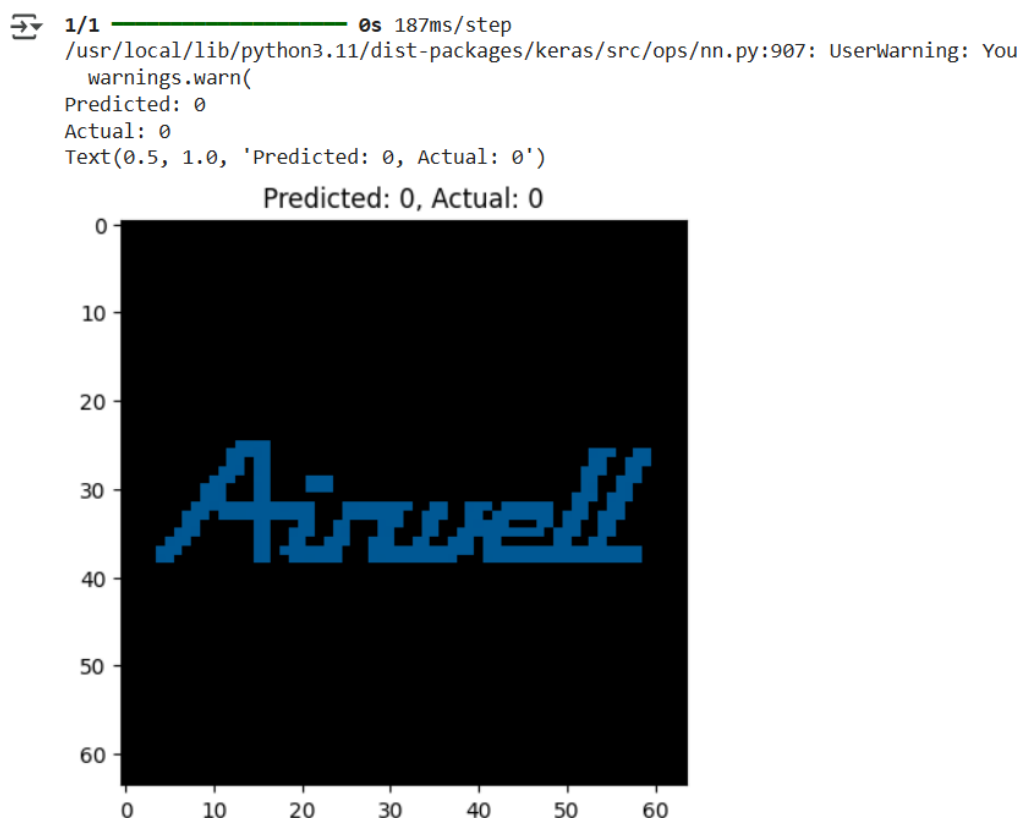 1/1 ━━━━━━━━━━━━━━━━━━━━ 0s 187ms/step
/usr/local/lib/python3.11/dist-packages/keras/src/ops/nn.py:907: UserWarning: You
  warnings.warn(
Predicted: 0
Actual: 0
Text(0.5, 1.0, 'Predicted: 0, Actual: 0')
Predicted: 0, Actual: 0
0
10
20
30
Airwell
40
50
60
0 10 20 30 40 50 60